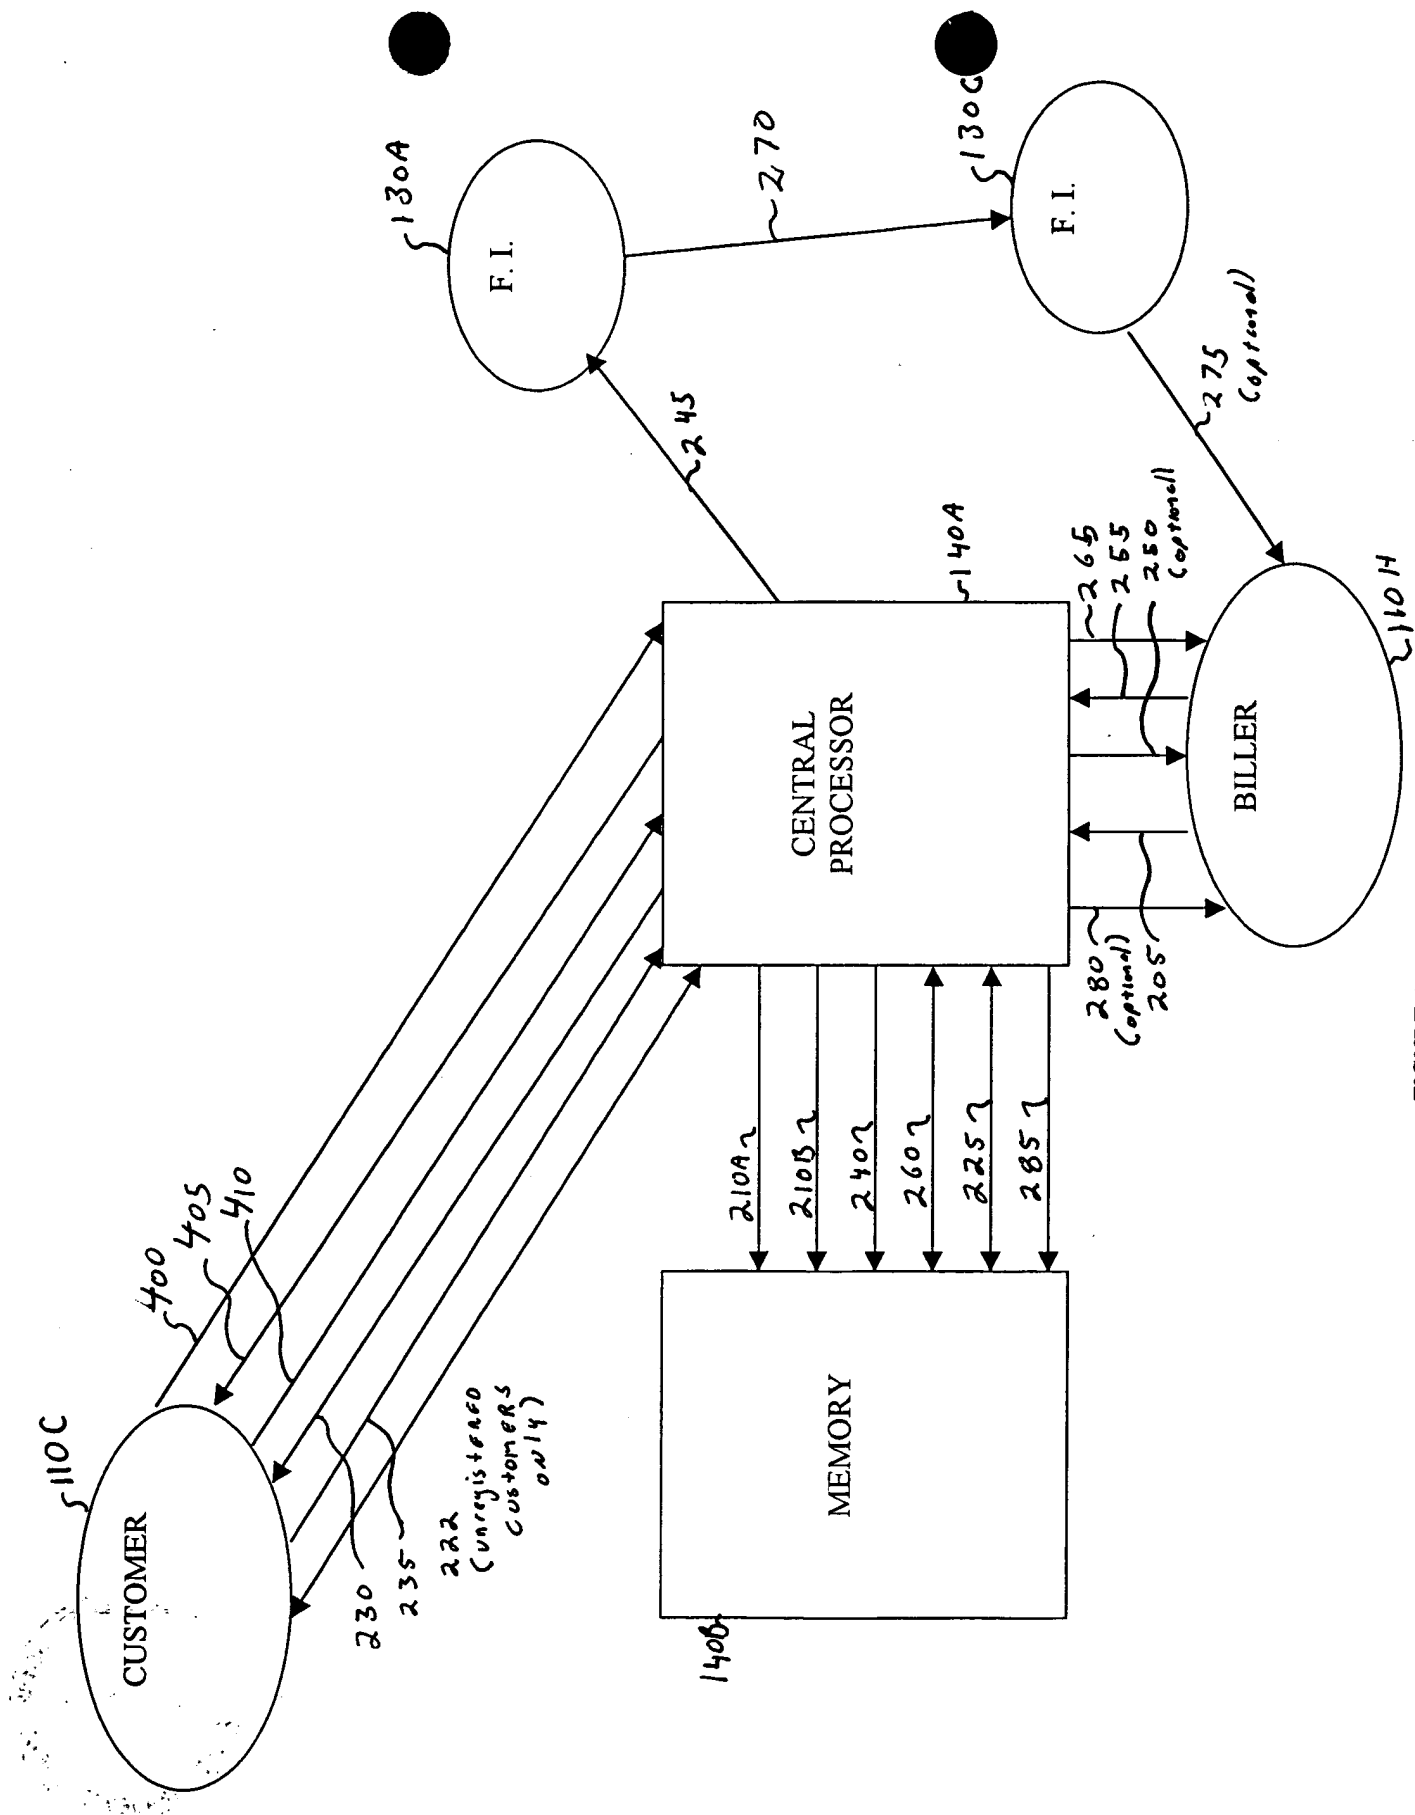 CUSTOMER
110C
400
405
410
230
235
222
(unregistered
customers
only)
MEMORY
140B
210A
210B
240
260
225
285
CENTRAL
PROCESSOR
140A
245
F. I.
130A
270
F. I.
130C
275
(optional)
265
255
250
(optional)
280
(optional)
205
BILLER
110H